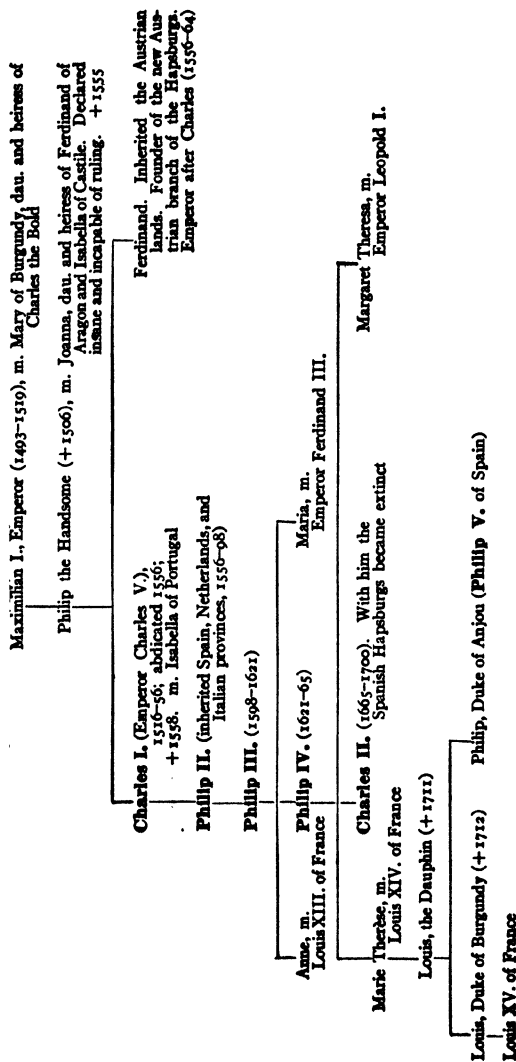 Maximilian I., Emperor (1493–1519), m. Mary of Burgundy, dau. and heiress of
Charles the Bold
Philip the Handsome (+1506), m. Joanna, dau. and heiress of Ferdinand of
Aragon and Isabella of Castile. Declared
insane and incapable of ruling. +1555
Charles I. (Emperor Charles V.),
1516–56; abdicated 1556;
+1558. m. Isabella of Portugal
Ferdinand. Inherited the Austrian
lands. Founder of the new Aus-
trian branch of the Hapsburgs.
Emperor after Charles (1556–64)
Philip II. (inherited Spain, Netherlands, and
Italian provinces, 1556–98)
Philip III. (1598–1621)
Anne, m.
Louis XIII. of France
Philip IV. (1621–65)
Maria, m.
Emperor Ferdinand III.
Marie Therèse, m.
Louis XIV. of France
Charles II. (1665–1700). With him the
Spanish Hapsburgs became extinct
Margaret Theresa, m.
Emperor Leopold I.
Louis, the Dauphin (+1711)
Louis, Duke of Burgundy (+1712)
Philip, Duke of Anjou (Philip V. of Spain)
Louis XV. of France